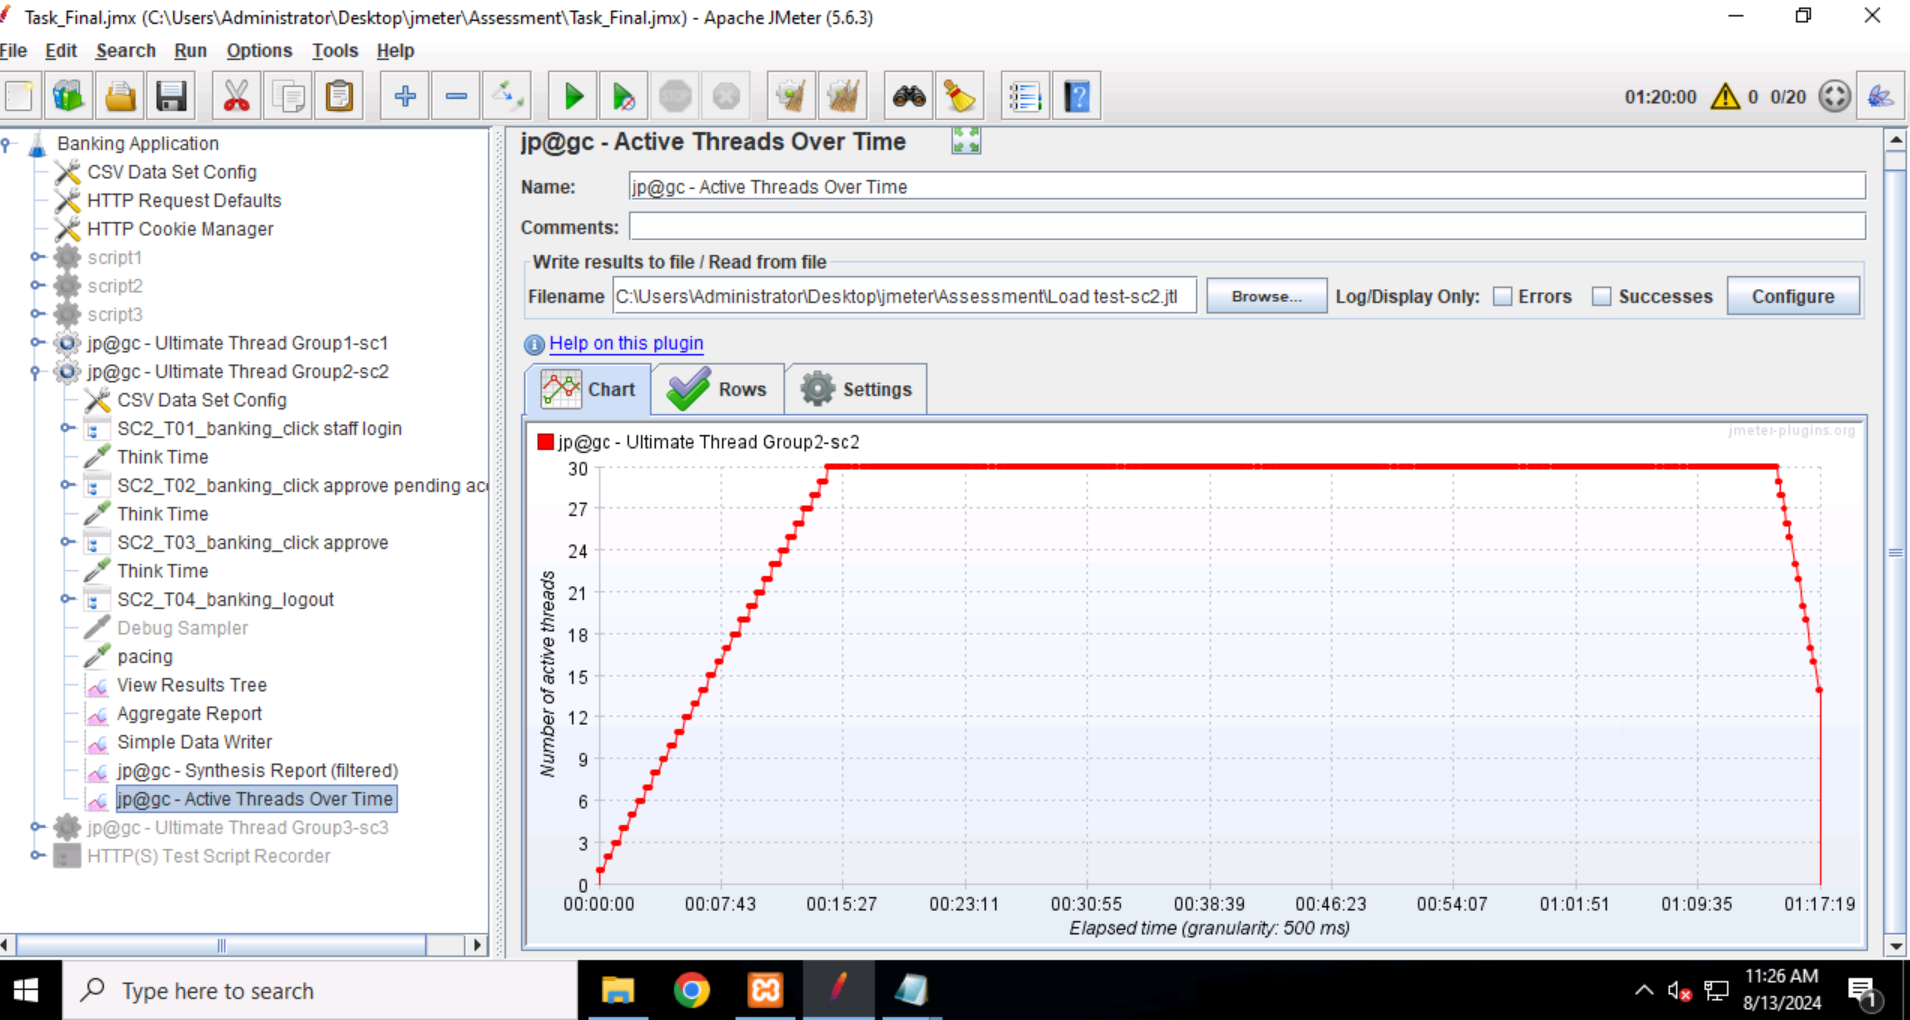 Task_Final.jmx (C:\Users\Administrator\Desktop\jmeter\Assessment\Task_Final.jmx) - Apache JMeter (5.6.3)
File Edit Search Run Options Tools Help
STOP
01:20:00 0 0/20
Banking Application
CSV Data Set Config
HTTP Request Defaults
HTTP Cookie Manager
script1
script2
script3
jp@gc - Ultimate Thread Group1-sc1
jp@gc - Ultimate Thread Group2-sc2
CSV Data Set Config
SC2_T01_banking_click staff login
Think Time
SC2_T02_banking_click approve pending acc
Think Time
SC2_T03_banking_click approve
Think Time
SC2_T04_banking_logout
Debug Sampler
pacing
View Results Tree
Aggregate Report
Simple Data Writer
jp@gc - Synthesis Report (filtered)
jp@gc - Active Threads Over Time
jp@gc - Ultimate Thread Group3-sc3
HTTP(S) Test Script Recorder
jp@gc - Active Threads Over Time
Name: jp@gc - Active Threads Over Time
Comments:
Write results to file / Read from file
Filename C:\Users\Administrator\Desktop\jmeter\Assessment\Load test-sc2.jtl Browse... Log/Display Only: Errors Successes Configure
Help on this plugin
Chart Rows Settings
jmeter-plugins.org
jp@gc - Ultimate Thread Group2-sc2
30
27
24
21
18
15
12
9
6
3
0
Number of active threads
00:00:00 00:07:43 00:15:27 00:23:11 00:30:55 00:38:39 00:46:23 00:54:07 01:01:51 01:09:35 01:17:19
Elapsed time (granularity: 500 ms)
Type here to search
11:26 AM
8/13/2024
1